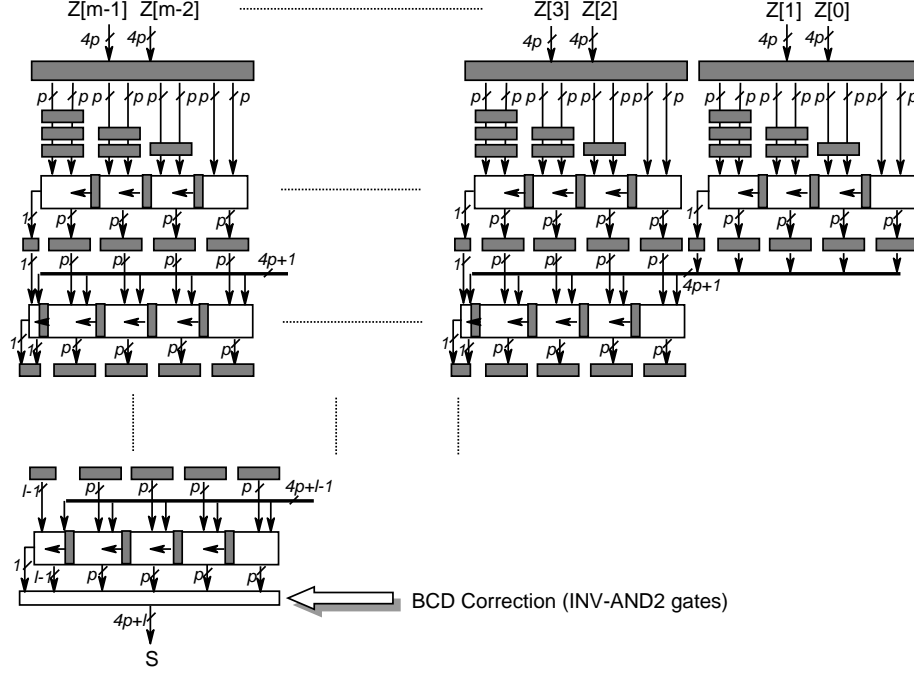 Z[m-1] Z[m-2] Z[3] Z[2] Z[1] Z[0]
4p 4p 4p 4p 4p 4p
p p p p p p p p p p p p p p p p p p p p p p p p
1 p p p p 1 p p p p 1 p p p p
1 p p p p 4p+1 1 p p p p 4p+1
1 1 p p p p 1 1 p p p p
l-1 p p p p 4p+l-1
1 l-1 p p p p
BCD Correction (INV-AND2 gates)
4p+l
S